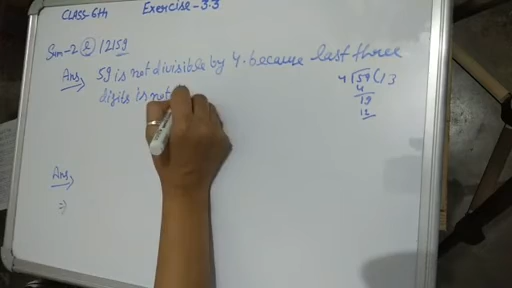 CLASS-6th Exercise-3.3
Sum-2 (e) 12159
Ans, 59 is not divisible by 4. because last three
digits is not
4 ) 59 ( 13
4
19
12
Ans,
⇒